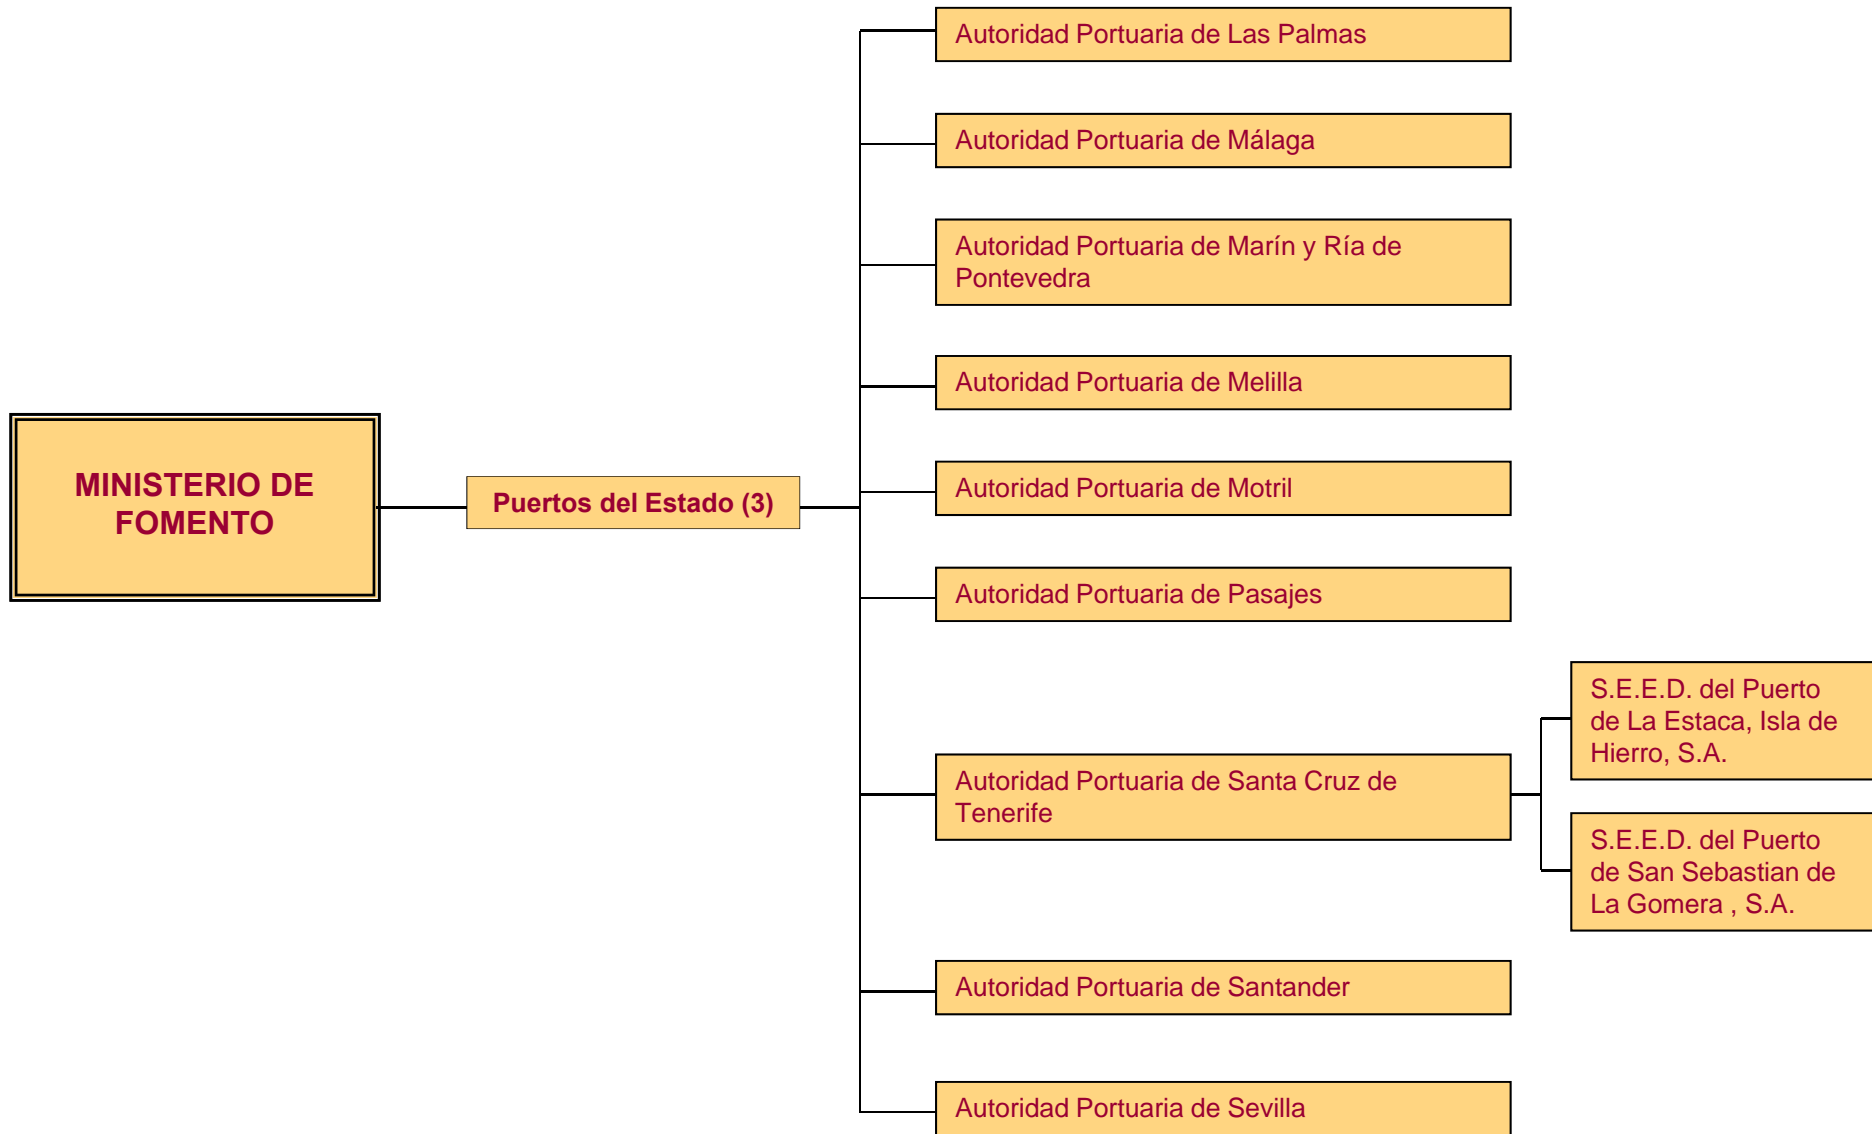 Autoridad Portuaria de Las Palmas
Autoridad Portuaria de Málaga
Autoridad Portuaria de Marín y Ría de
Pontevedra
Autoridad Portuaria de Melilla
MINISTERIO DE
FOMENTO
Puertos del Estado (3)
Autoridad Portuaria de Motril
Autoridad Portuaria de Pasajes
Autoridad Portuaria de Santa Cruz de
Tenerife
S.E.E.D. del Puerto
de La Estaca, Isla de
Hierro, S.A.
S.E.E.D. del Puerto
de San Sebastian de
La Gomera , S.A.
Autoridad Portuaria de Santander
Autoridad Portuaria de Sevilla